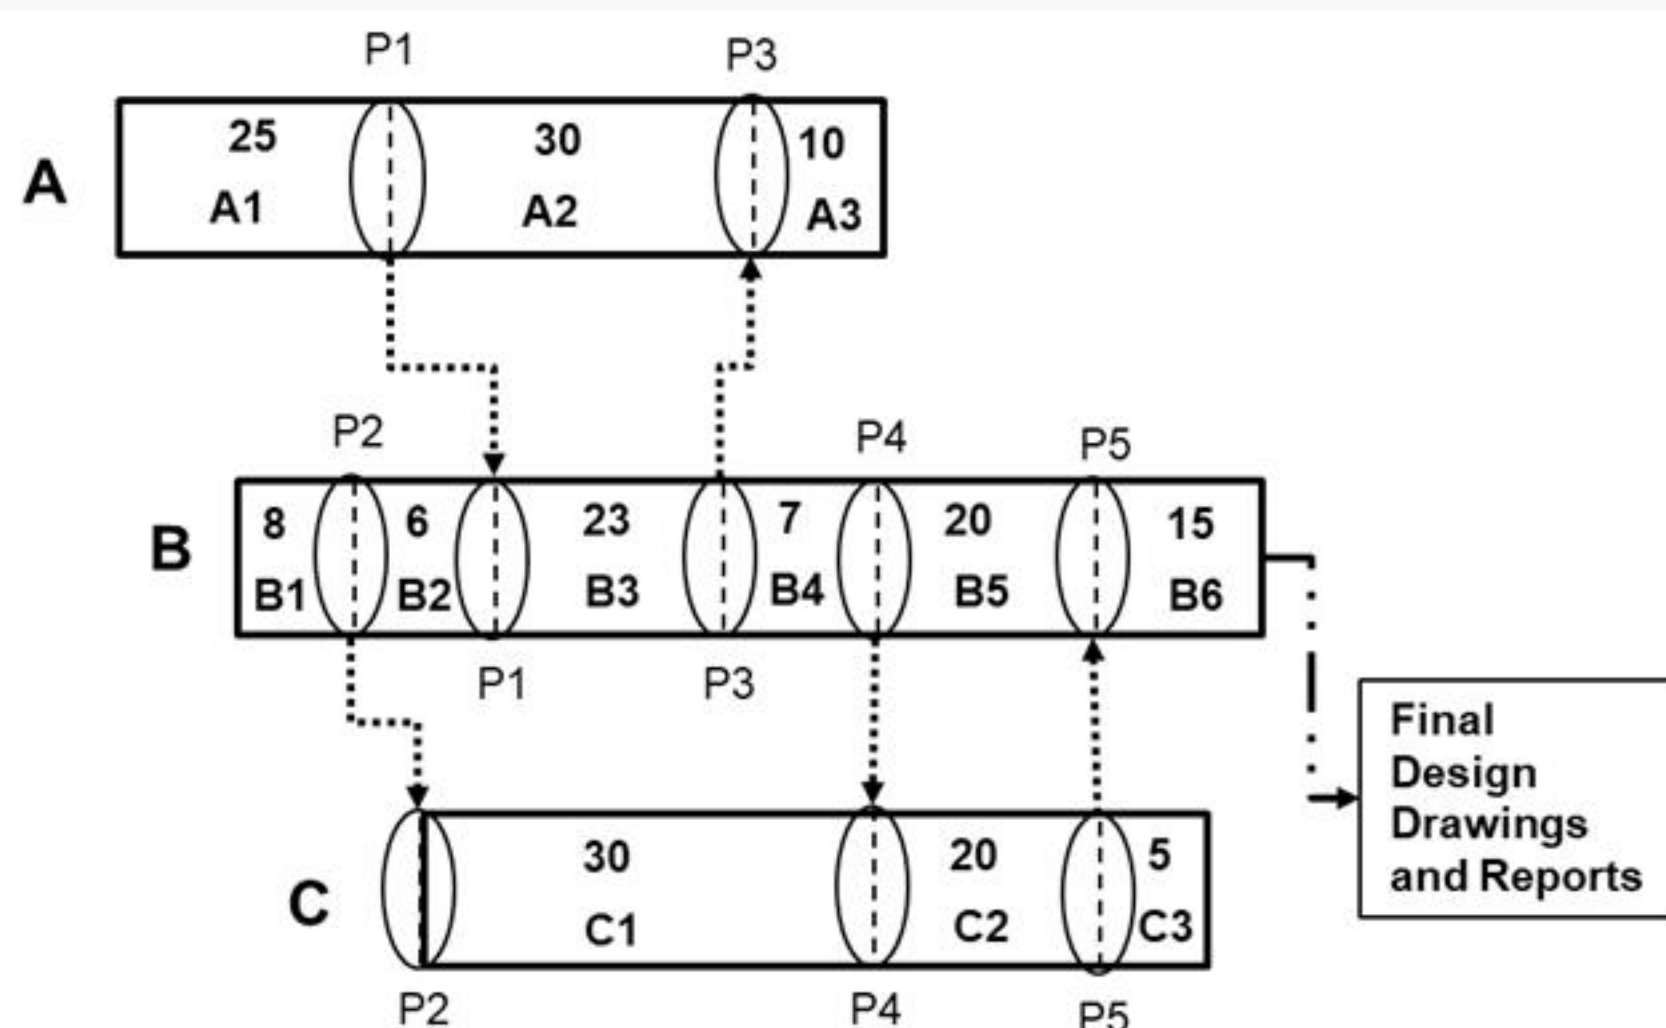 P1 P3
25 30 10
A
A1 A2 A3
P2 P4 P5
8 6 23 7 20 15
B
B1 B2 B3 B4 B5 B6
P1 P3
Final
Design
Drawings
and Reports
30 20 5
C
C1 C2 C3
P2 P4 P5